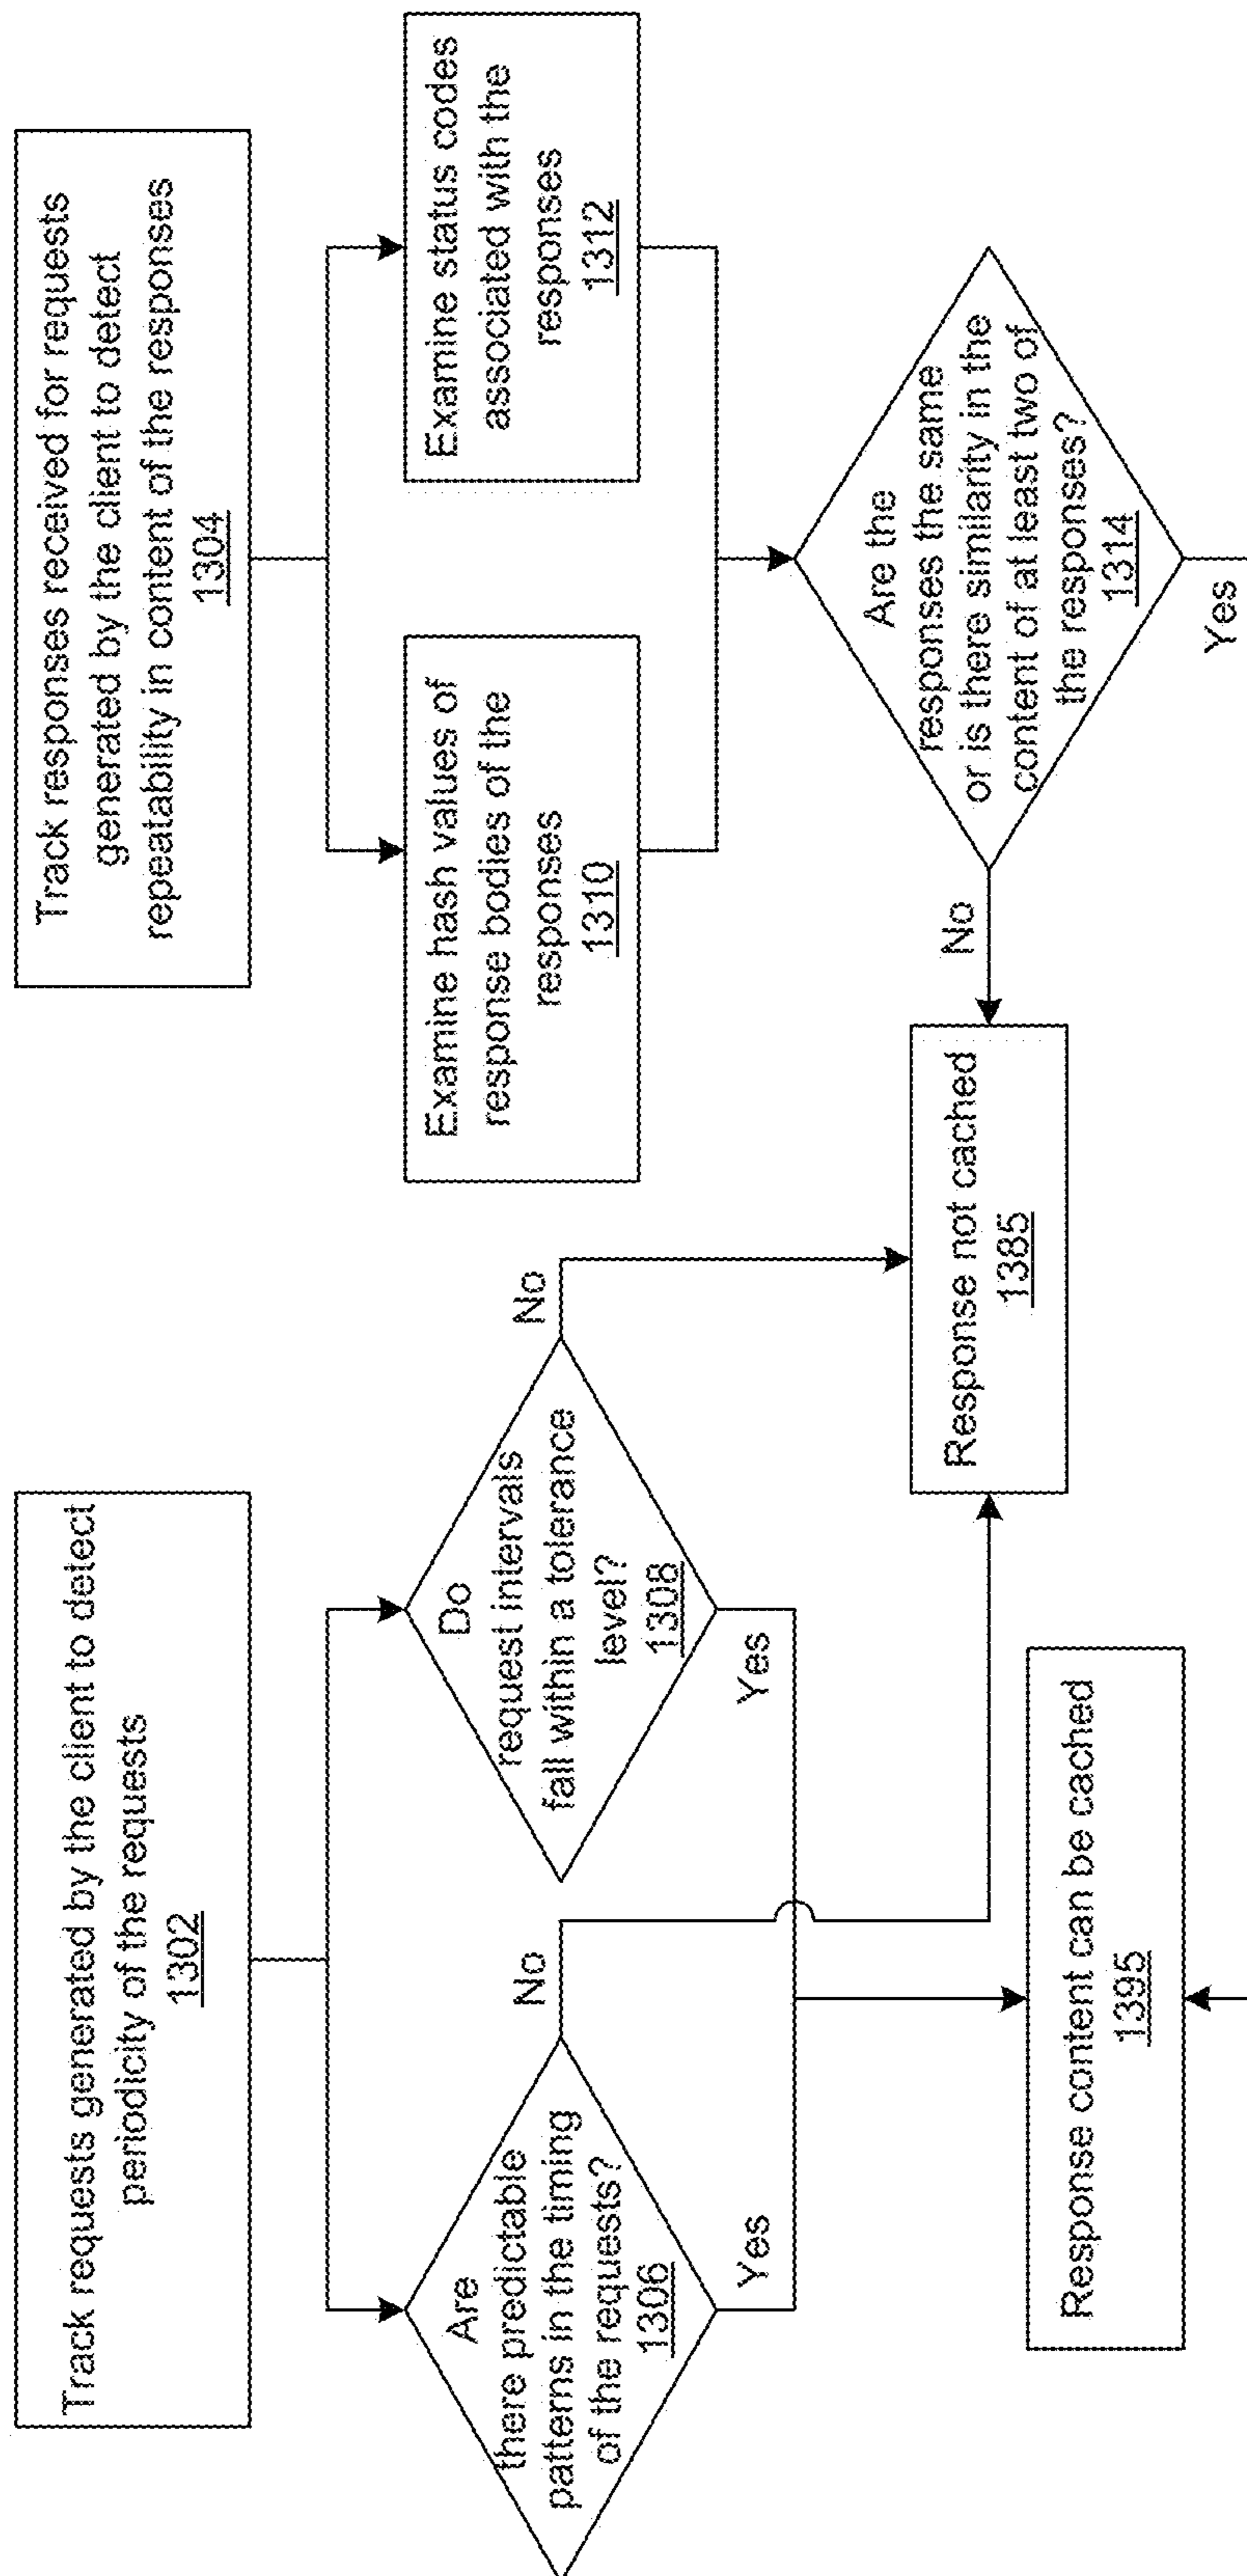 Track requests generated by the client to detect
periodicity of the requests
1302
Track responses received for requests
generated by the client to detect
repeatability in content of the responses
1304
Are
there predictable
patterns in the timing
of the requests?
1306
No
Yes
Do
request intervals
fall within a tolerance
level?
1308
No
Yes
Examine hash values of
response bodies of the
responses
1310
Examine status codes
associated with the
responses
1312
Are the
responses the same
or is there similarity in the
content of at least two of
the responses?
1314
No
Yes
Response not cached
1385
Response content can be cached
1395